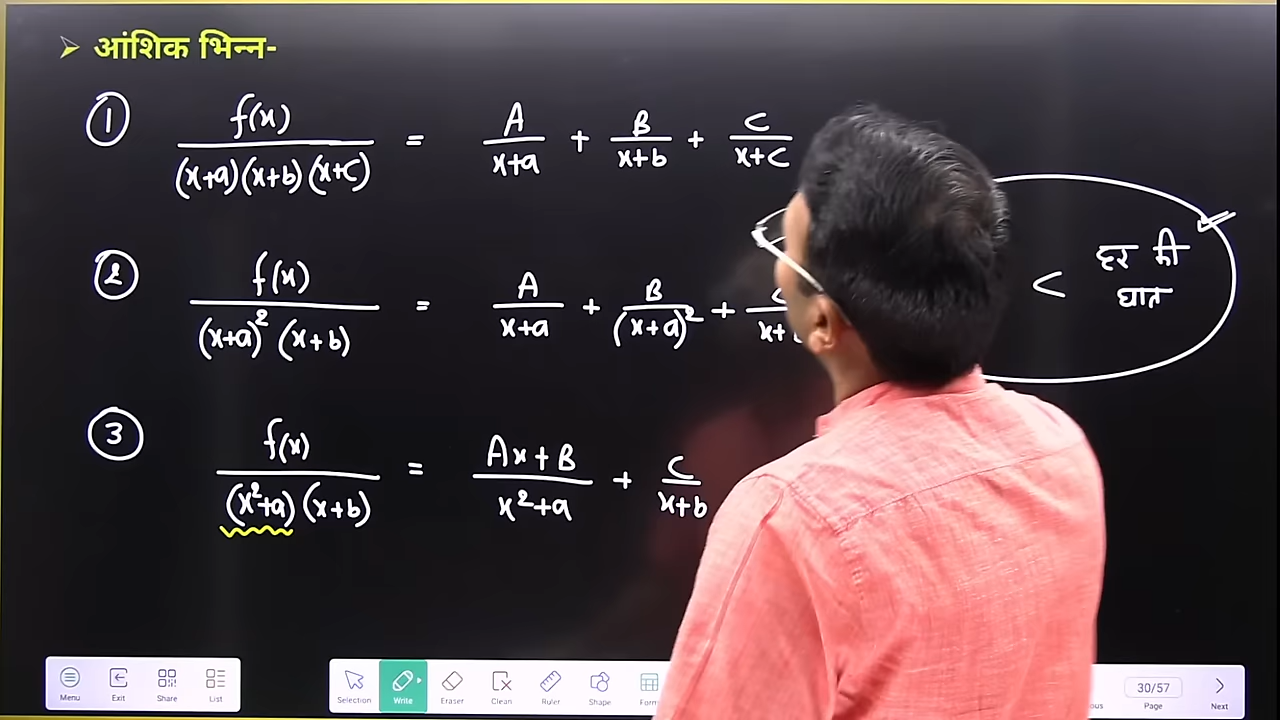 ➤ आंशिक भिन्न-
① f(x) / (x+a)(x+b)(x+c) = A/(x+a) + B/(x+b) + C/(x+c)
② f(x) / (x+a)² (x+b) = A/(x+a) + B/(x+a)² +
< हर की
घात
③ f(x) / (x²+a)(x+b) = (Ax+B)/(x²+a) + C/(x+b)
Menu Exit Share List Selection Write Eraser Clean Ruler Shape 30/57 Page Next